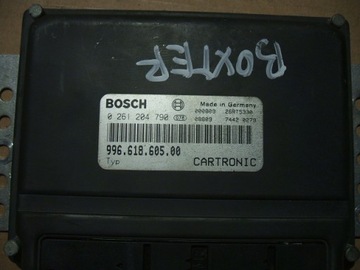 BOXTER
BOSCH Made in Germany
0 261 204 790
996.618.605.00
Typ CARTRONIC